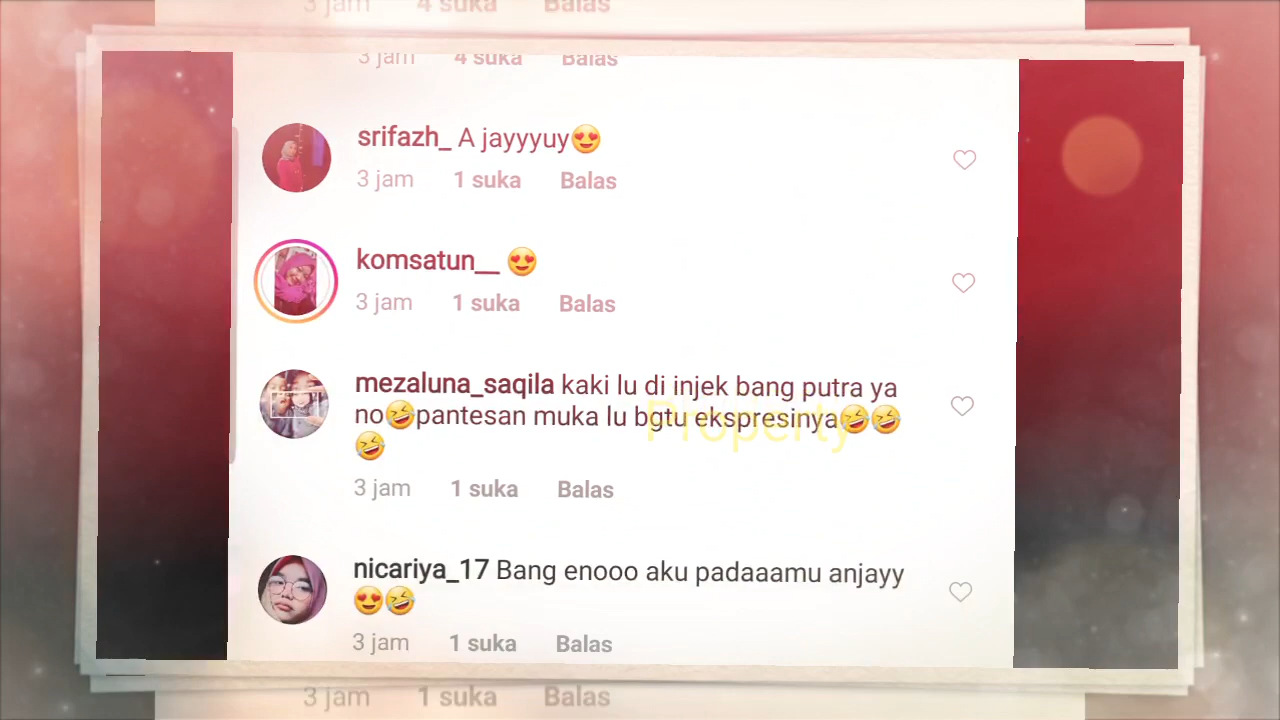 3 jam 4 suka Balas
3 jam 4 suka Balas
srifazh_ A jayyyuy😍
3 jam 1 suka Balas
komsatun__ 😍
3 jam 1 suka Balas
mezaluna_saqila kaki lu di injek bang putra ya
no🤣pantesan muka lu bgtu ekspresinya🤣🤣
🤣
Property
3 jam 1 suka Balas
nicariya_17 Bang enooo aku padaaamu anjayy
😍🤣
3 jam 1 suka Balas
3 jam 1 suka Balas